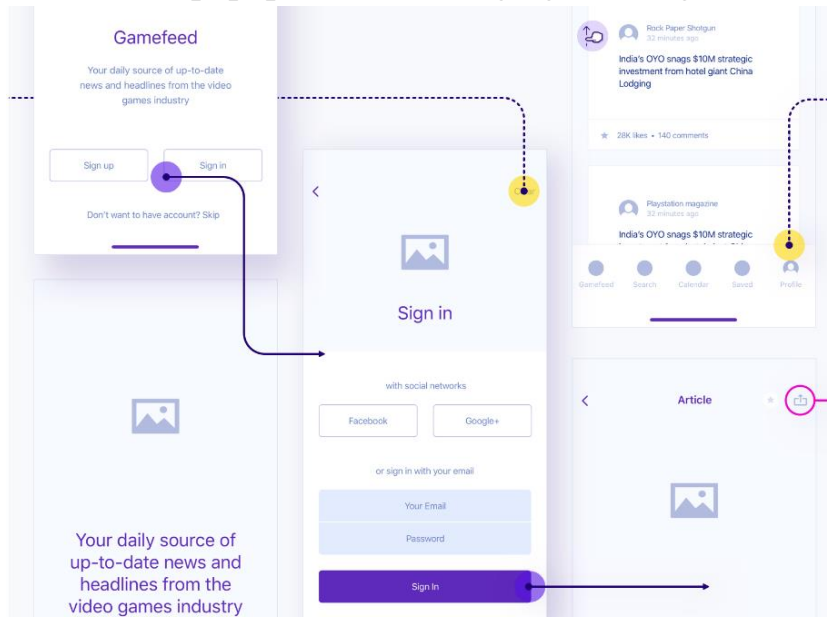 Gamefeed
Your daily source of up-to-date
news and headlines from the video
games industry
Sign up
Sign in
Don't want to have account? Skip
Your daily source of
up-to-date news and
headlines from the
video games industry
Sign in
with social networks
Facebook
Google+
or sign in with your email
Your Email
Password
Sign In
Rock Paper Shotgun
32 minutes ago
India's OYO snags $10M strategic
investment from hotel giant China
Lodging
28K likes • 140 comments
Playstation magazine
32 minutes ago
India's OYO snags $10M strategic
Gamefeed
Search
Calendar
Saved
Profile
Article